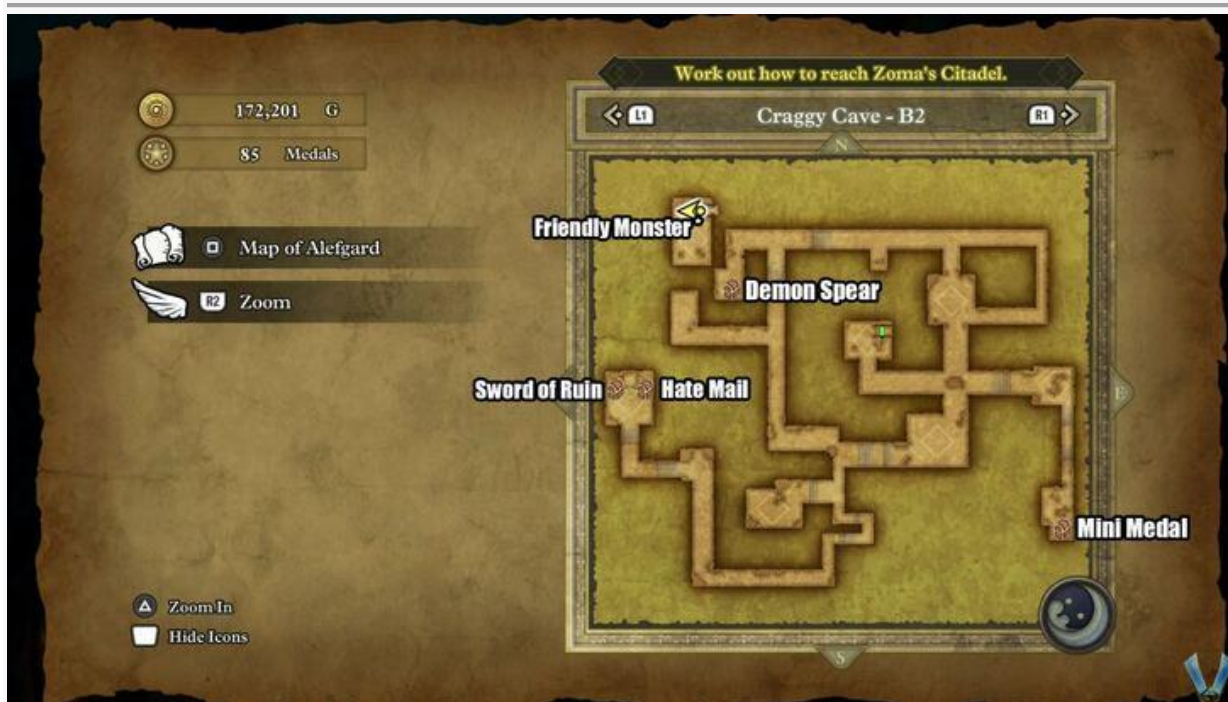 Work out how to reach Zoma's Citadel.
172,201 G
L1 Craggy Cave - B2 R1
N
85 Medals
Friendly Monster
Map of Alefgard
Demon Spear
R2 Zoom
Sword of Ruin Hate Mail
E
Mini Medal
Zoom In
Hide Icons
S